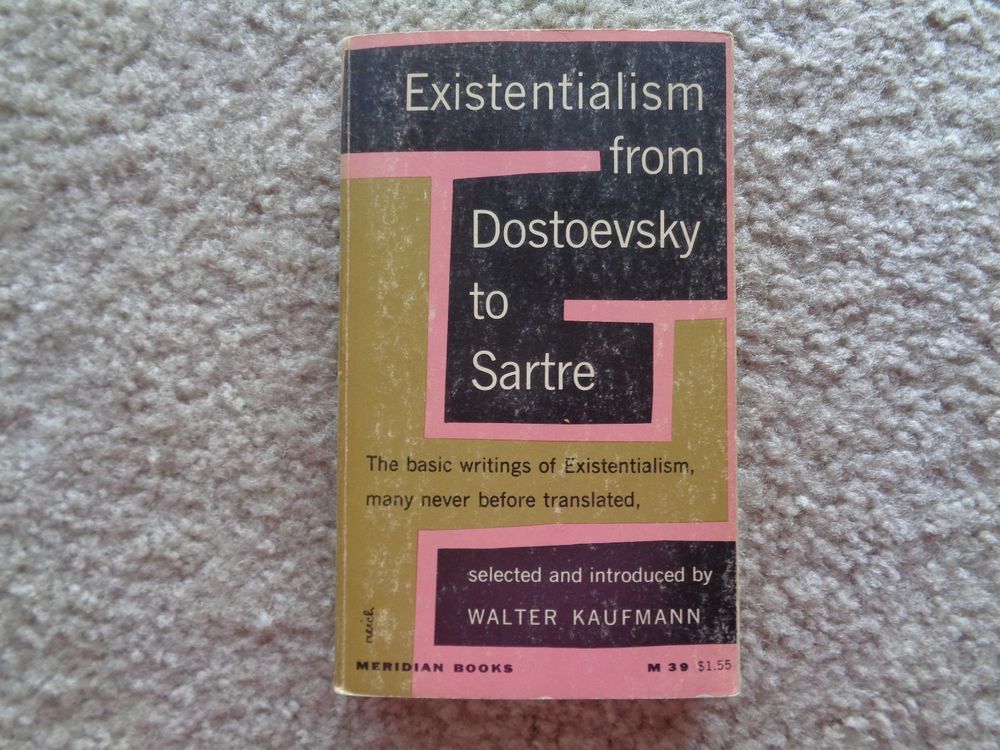 Existentialism
from
Dostoevsky
to
Sartre
The basic writings of Existentialism,
many never before translated,
selected and introduced by
WALTER KAUFMANN
reich
MERIDIAN BOOKS
M 39 $1.55